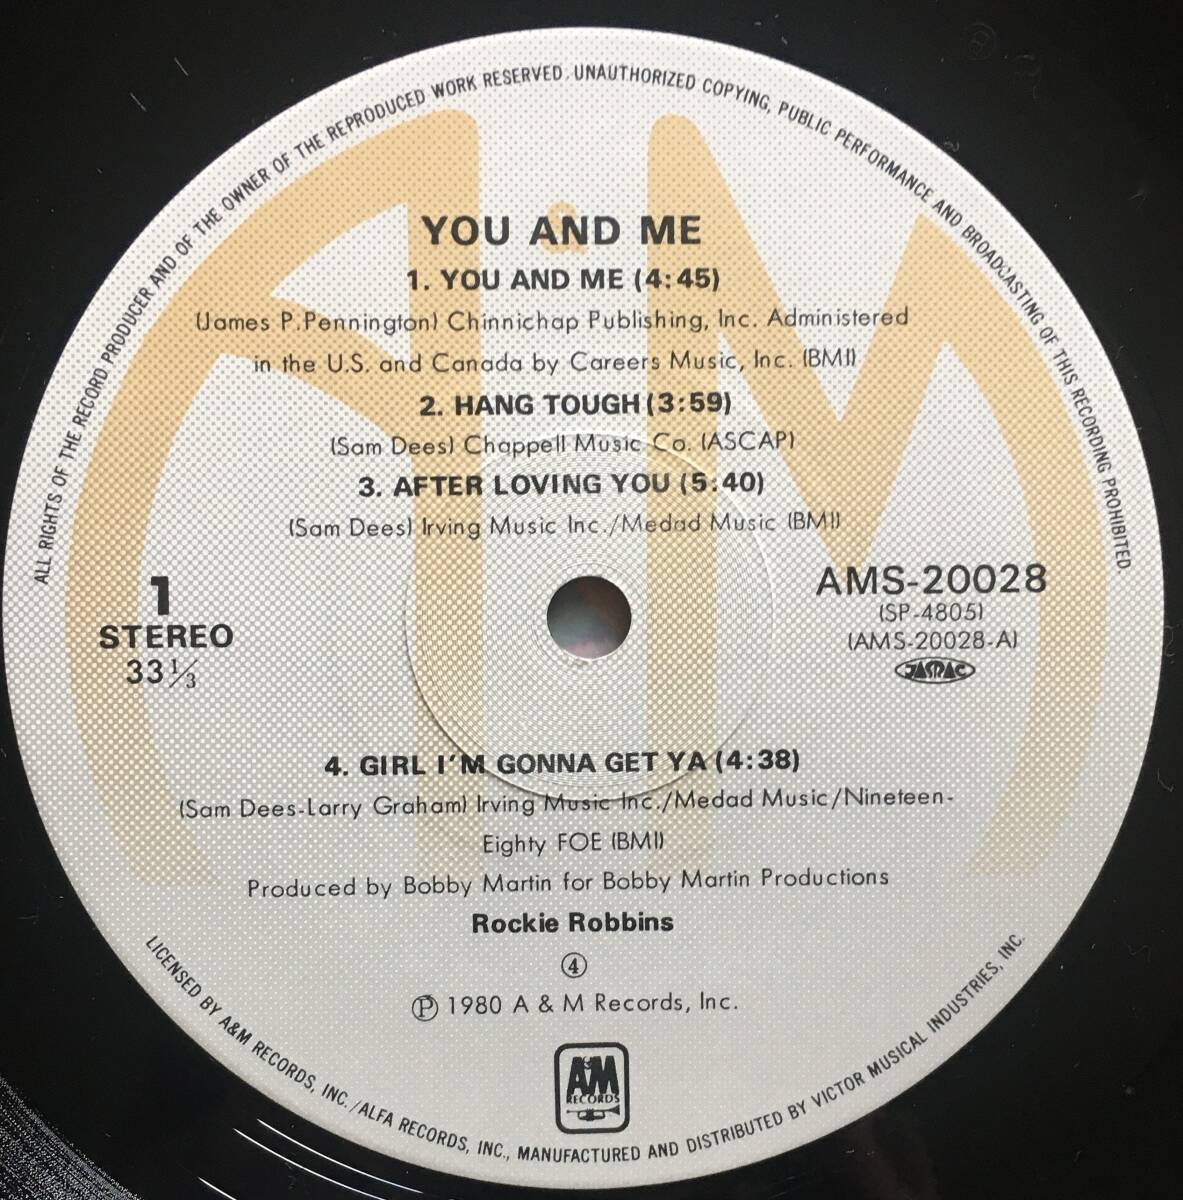 ALL RIGHTS OF THE RECORD PRODUCER AND OF THE OWNER OF THE REPRODUCED WORK RESERVED. UNAUTHORIZED COPYING, PUBLIC PERFORMANCE AND BROADCASTING OF THIS RECORDING PROHIBITED
YOU AND ME
1. YOU AND ME (4:45)
(James P.Pennington) Chinnichap Publishing, Inc. Administered
in the U.S. and Canada by Careers Music, Inc. (BMI)
2. HANG TOUGH (3:59)
(Sam Dees) Chappell Music Co. (ASCAP)
3. AFTER LOVING YOU (5:40)
(Sam Dees) Irving Music Inc./Medad Music (BMI)
1
STEREO
33⅓
AMS-20028
(SP-4805)
(AMS-20028-A)
JASRAC
4. GIRL I'M GONNA GET YA (4:38)
(Sam Dees-Larry Graham) Irving Music Inc./Medad Music/Nineteen-
Eighty FOE (BMI)
Produced by Bobby Martin for Bobby Martin Productions
Rockie Robbins
④
Ⓟ 1980 A & M Records, Inc.
A&M
RECORDS
LICENSED BY A&M RECORDS, INC./ALFA RECORDS, INC., MANUFACTURED AND DISTRIBUTED BY VICTOR MUSICAL INDUSTRIES, INC.